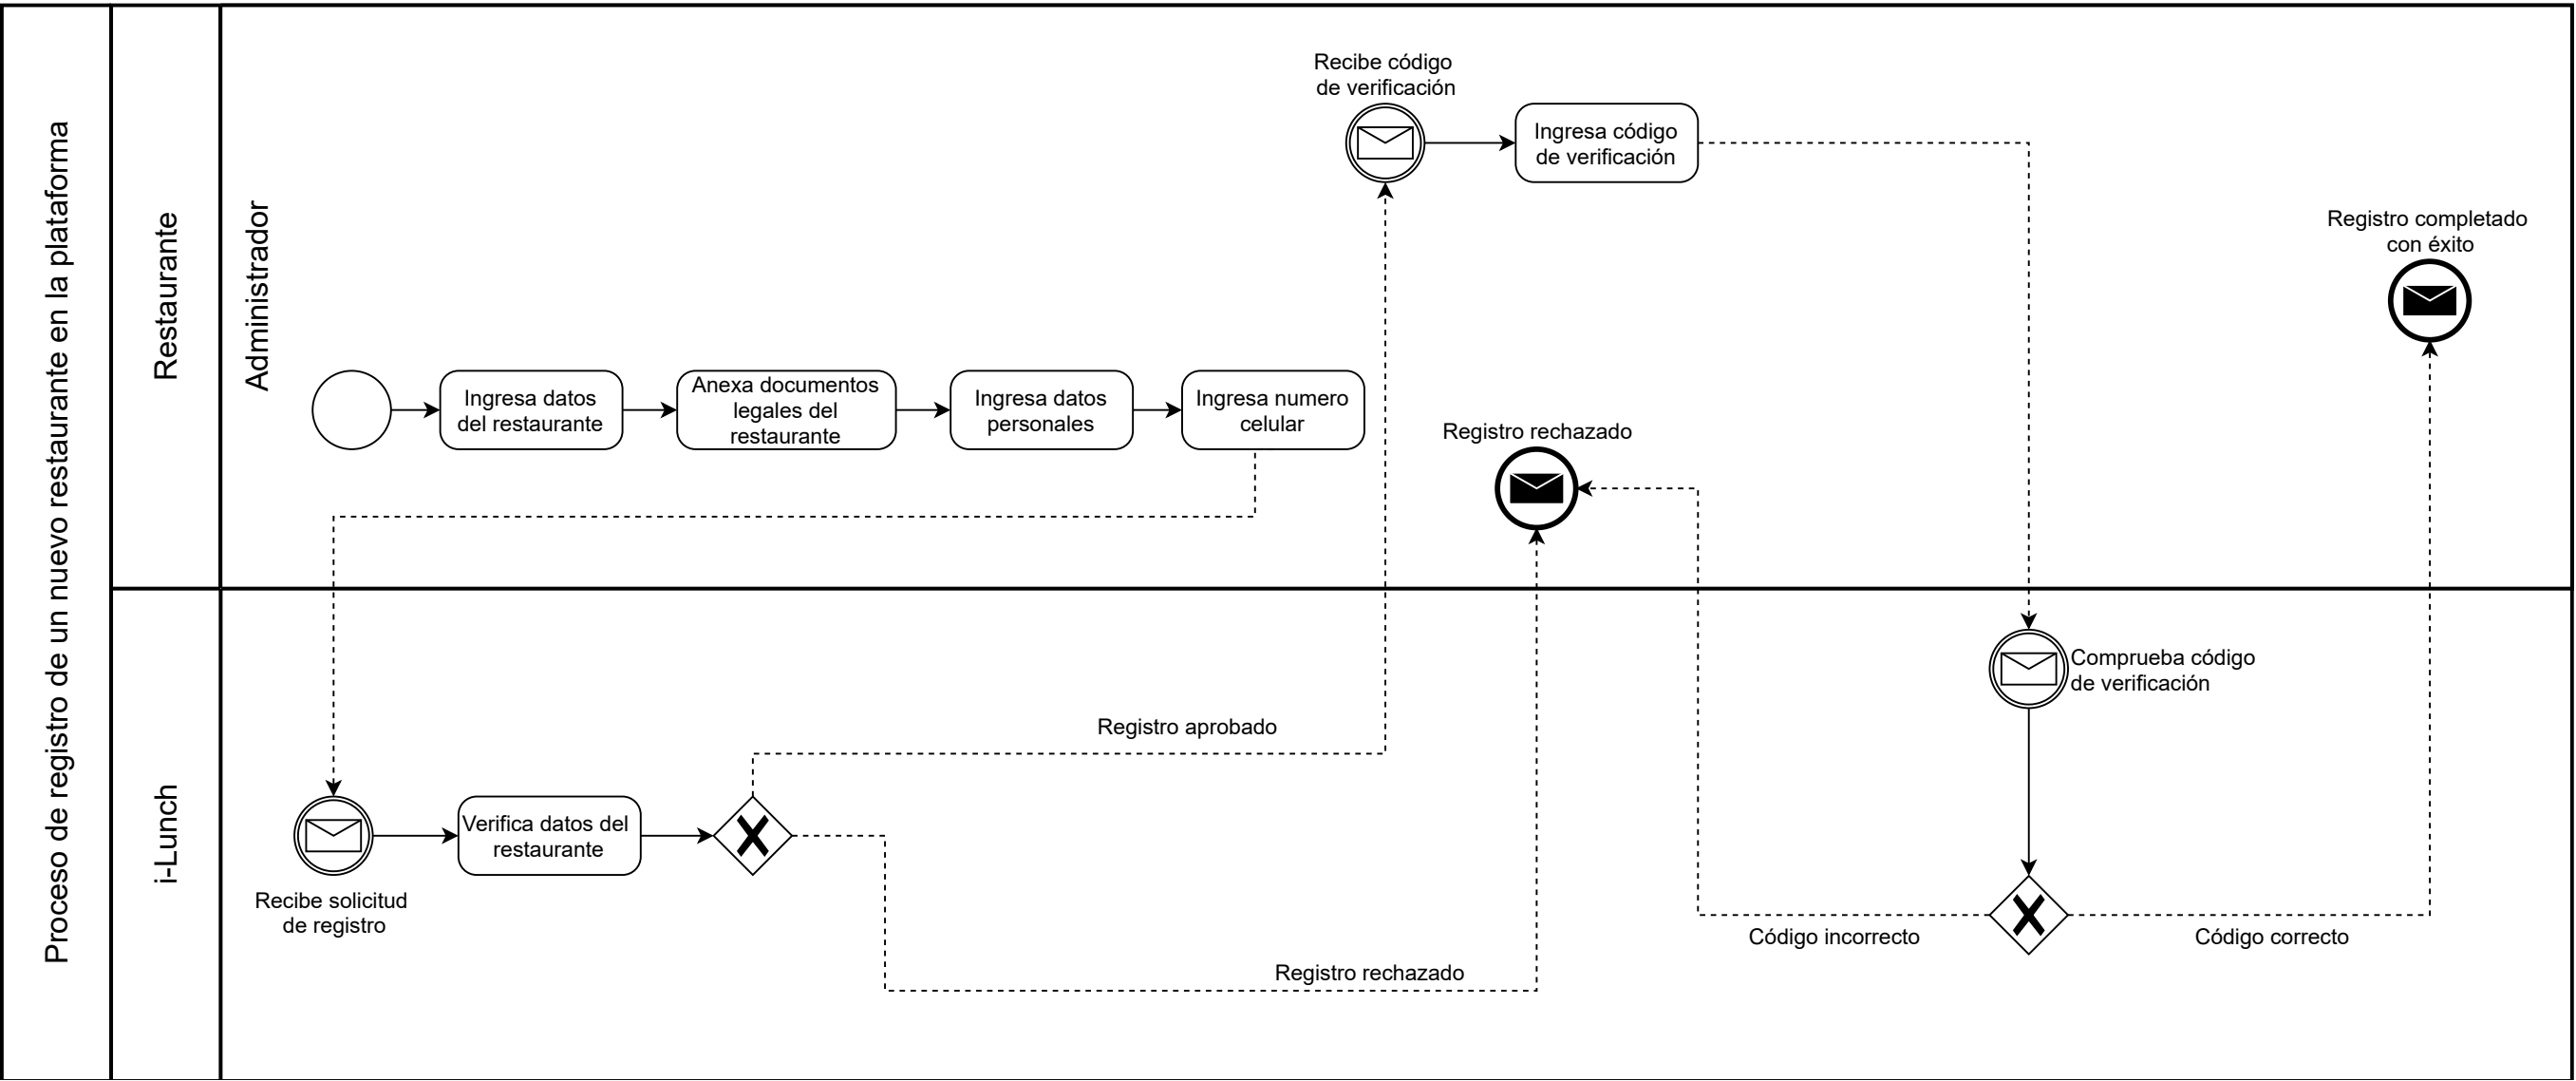 Proceso de registro de un nuevo restaurante en la plataforma
Restaurante
Administrador
Recibe código
de verificación
Ingresa código
de verificación
Registro completado
con éxito
Ingresa datos
del restaurante
Anexa documentos
legales del
restaurante
Ingresa datos
personales
Ingresa numero
celular
Registro rechazado
i-Lunch
Comprueba código
de verificación
Registro aprobado
Verifica datos del
restaurante
Recibe solicitud
de registro
Código incorrecto
Código correcto
Registro rechazado